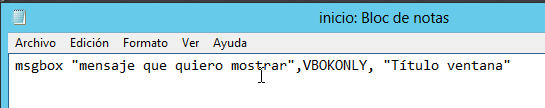 inicio: Bloc de notas
Archivo Edición Formato Ver Ayuda
msgbox "mensaje que quiero mostrar",VBOKONLY, "Título ventana"